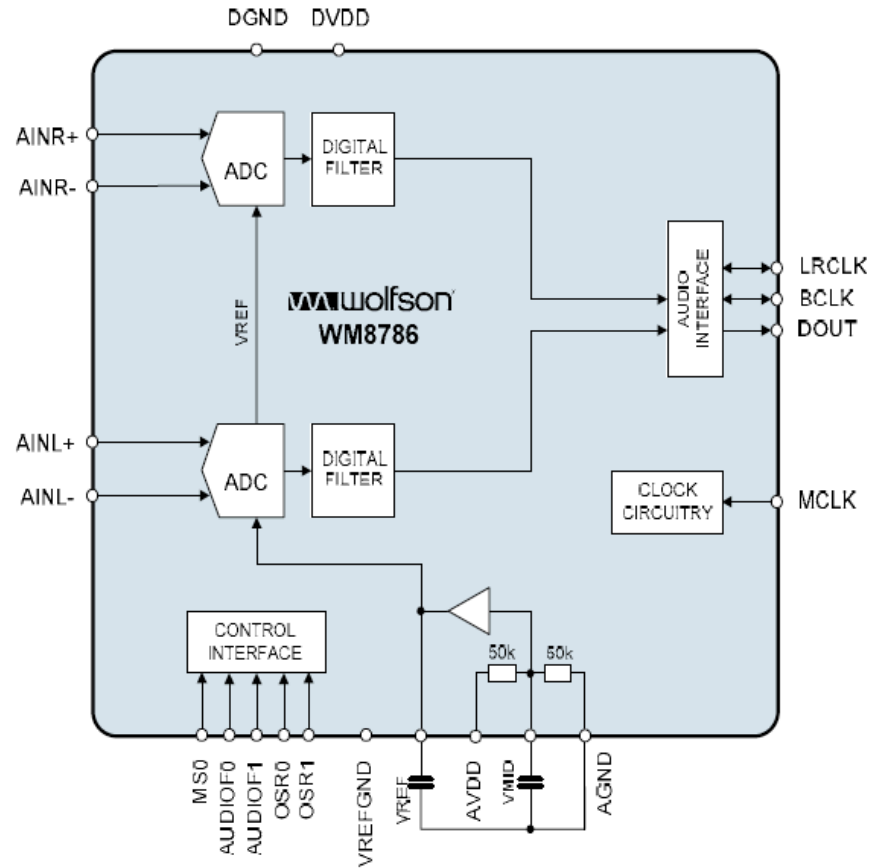 DGND DVDD
AINR+
AINR-
ADC
DIGITAL
FILTER
VREF
wolfson
WM8786
AUDIO
INTERFACE
LRCLK
BCLK
DOUT
AINL+
AINL-
ADC
DIGITAL
FILTER
CLOCK
CIRCUITRY
MCLK
CONTROL
INTERFACE
50k 50k
MS0
AUDIOF0
AUDIOF1
OSR0
OSR1
VREFGND
VREF
AVDD
VMID
AGND